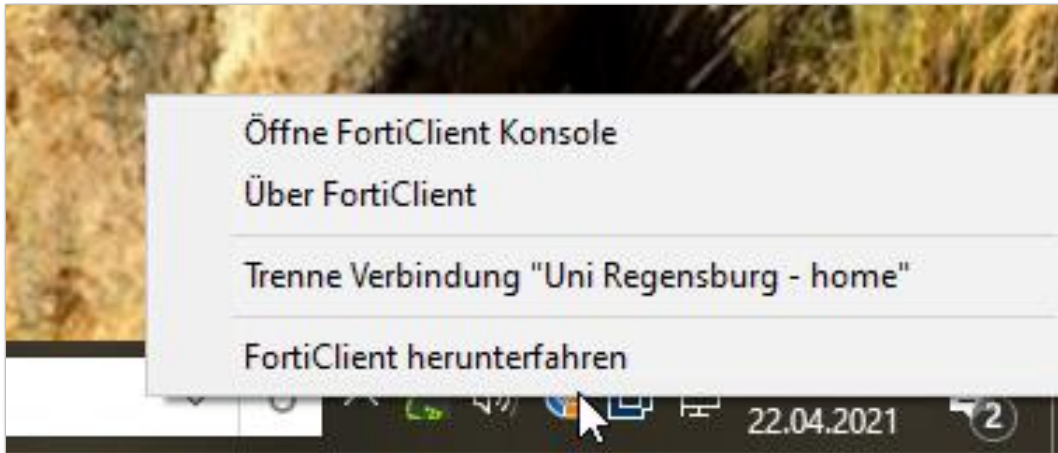 Öffne FortiClient Konsole
Über FortiClient
Trenne Verbindung "Uni Regensburg - home"
FortiClient herunterfahren
22.04.2021
2